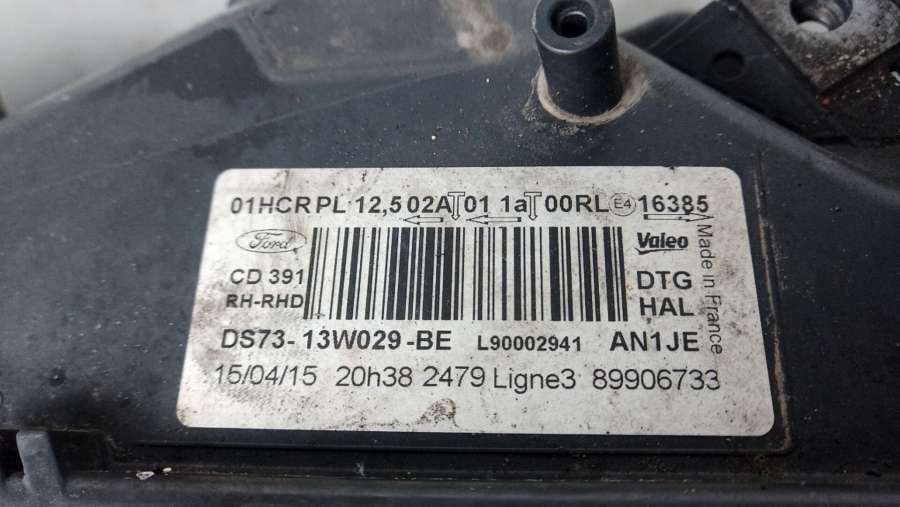 01HCR PL 12,5 02A 01 1a 00RL E4 16385
Ford
Valeo
CD 391
DTG
RH-RHD
HAL
Made in France
DS73-13W029-BE L90002941 AN1JE
15/04/15 20h38 2479 Ligne3 89906733